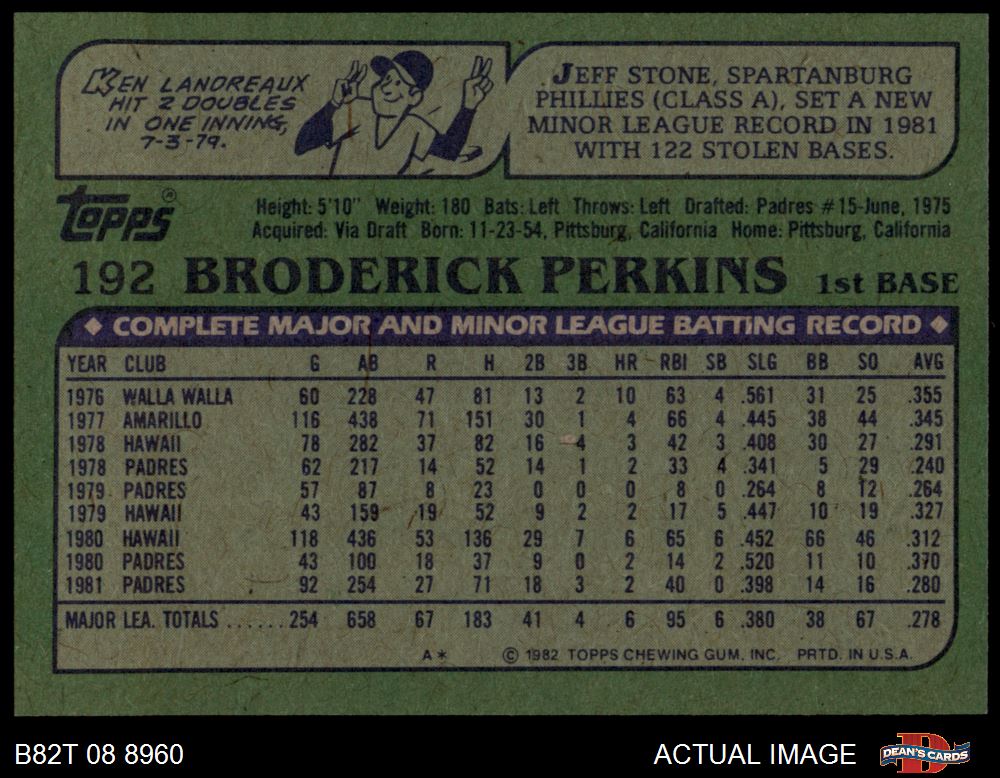 KEN LANDREAUX
HIT 2 DOUBLES
IN ONE INNING,
7-3-79.
JEFF STONE, SPARTANBURG
PHILLIES (CLASS A), SET A NEW
MINOR LEAGUE RECORD IN 1981
WITH 122 STOLEN BASES.
Topps®
Height: 5'10" Weight: 180 Bats: Left Throws: Left Drafted: Padres #15-June, 1975
Acquired: Via Draft Born: 11-23-54, Pittsburg, California Home: Pittsburg, California
192 BRODERICK PERKINS 1st BASE
◆ COMPLETE MAJOR AND MINOR LEAGUE BATTING RECORD ◆
YEAR CLUB G AB R H 2B 3B HR RBI SB SLG BB SO AVG
1976 WALLA WALLA 60 228 47 81 13 2 10 63 4 .561 31 25 .355
1977 AMARILLO 116 438 71 151 30 1 4 66 4 .445 38 44 .345
1978 HAWAII 78 282 37 82 16 4 3 42 3 .408 30 27 .291
1978 PADRES 62 217 14 52 14 1 2 33 4 .341 5 29 .240
1979 PADRES 57 87 8 23 0 0 0 8 0 .264 8 12 .264
1979 HAWAII 43 159 19 52 9 2 2 17 5 .447 10 19 .327
1980 HAWAII 118 436 53 136 29 7 6 65 6 .452 66 46 .312
1980 PADRES 43 100 18 37 9 0 2 14 2 .520 11 10 .370
1981 PADRES 92 254 27 71 18 3 2 40 0 .398 14 16 .280
MAJOR LEA. TOTALS ...... 254 658 67 183 41 4 6 95 6 .380 38 67 .278
A* © 1982 TOPPS CHEWING GUM, INC. PRTD. IN U.S.A.
B82T 08 8960
ACTUAL IMAGE
D
DEAN'S CARDS